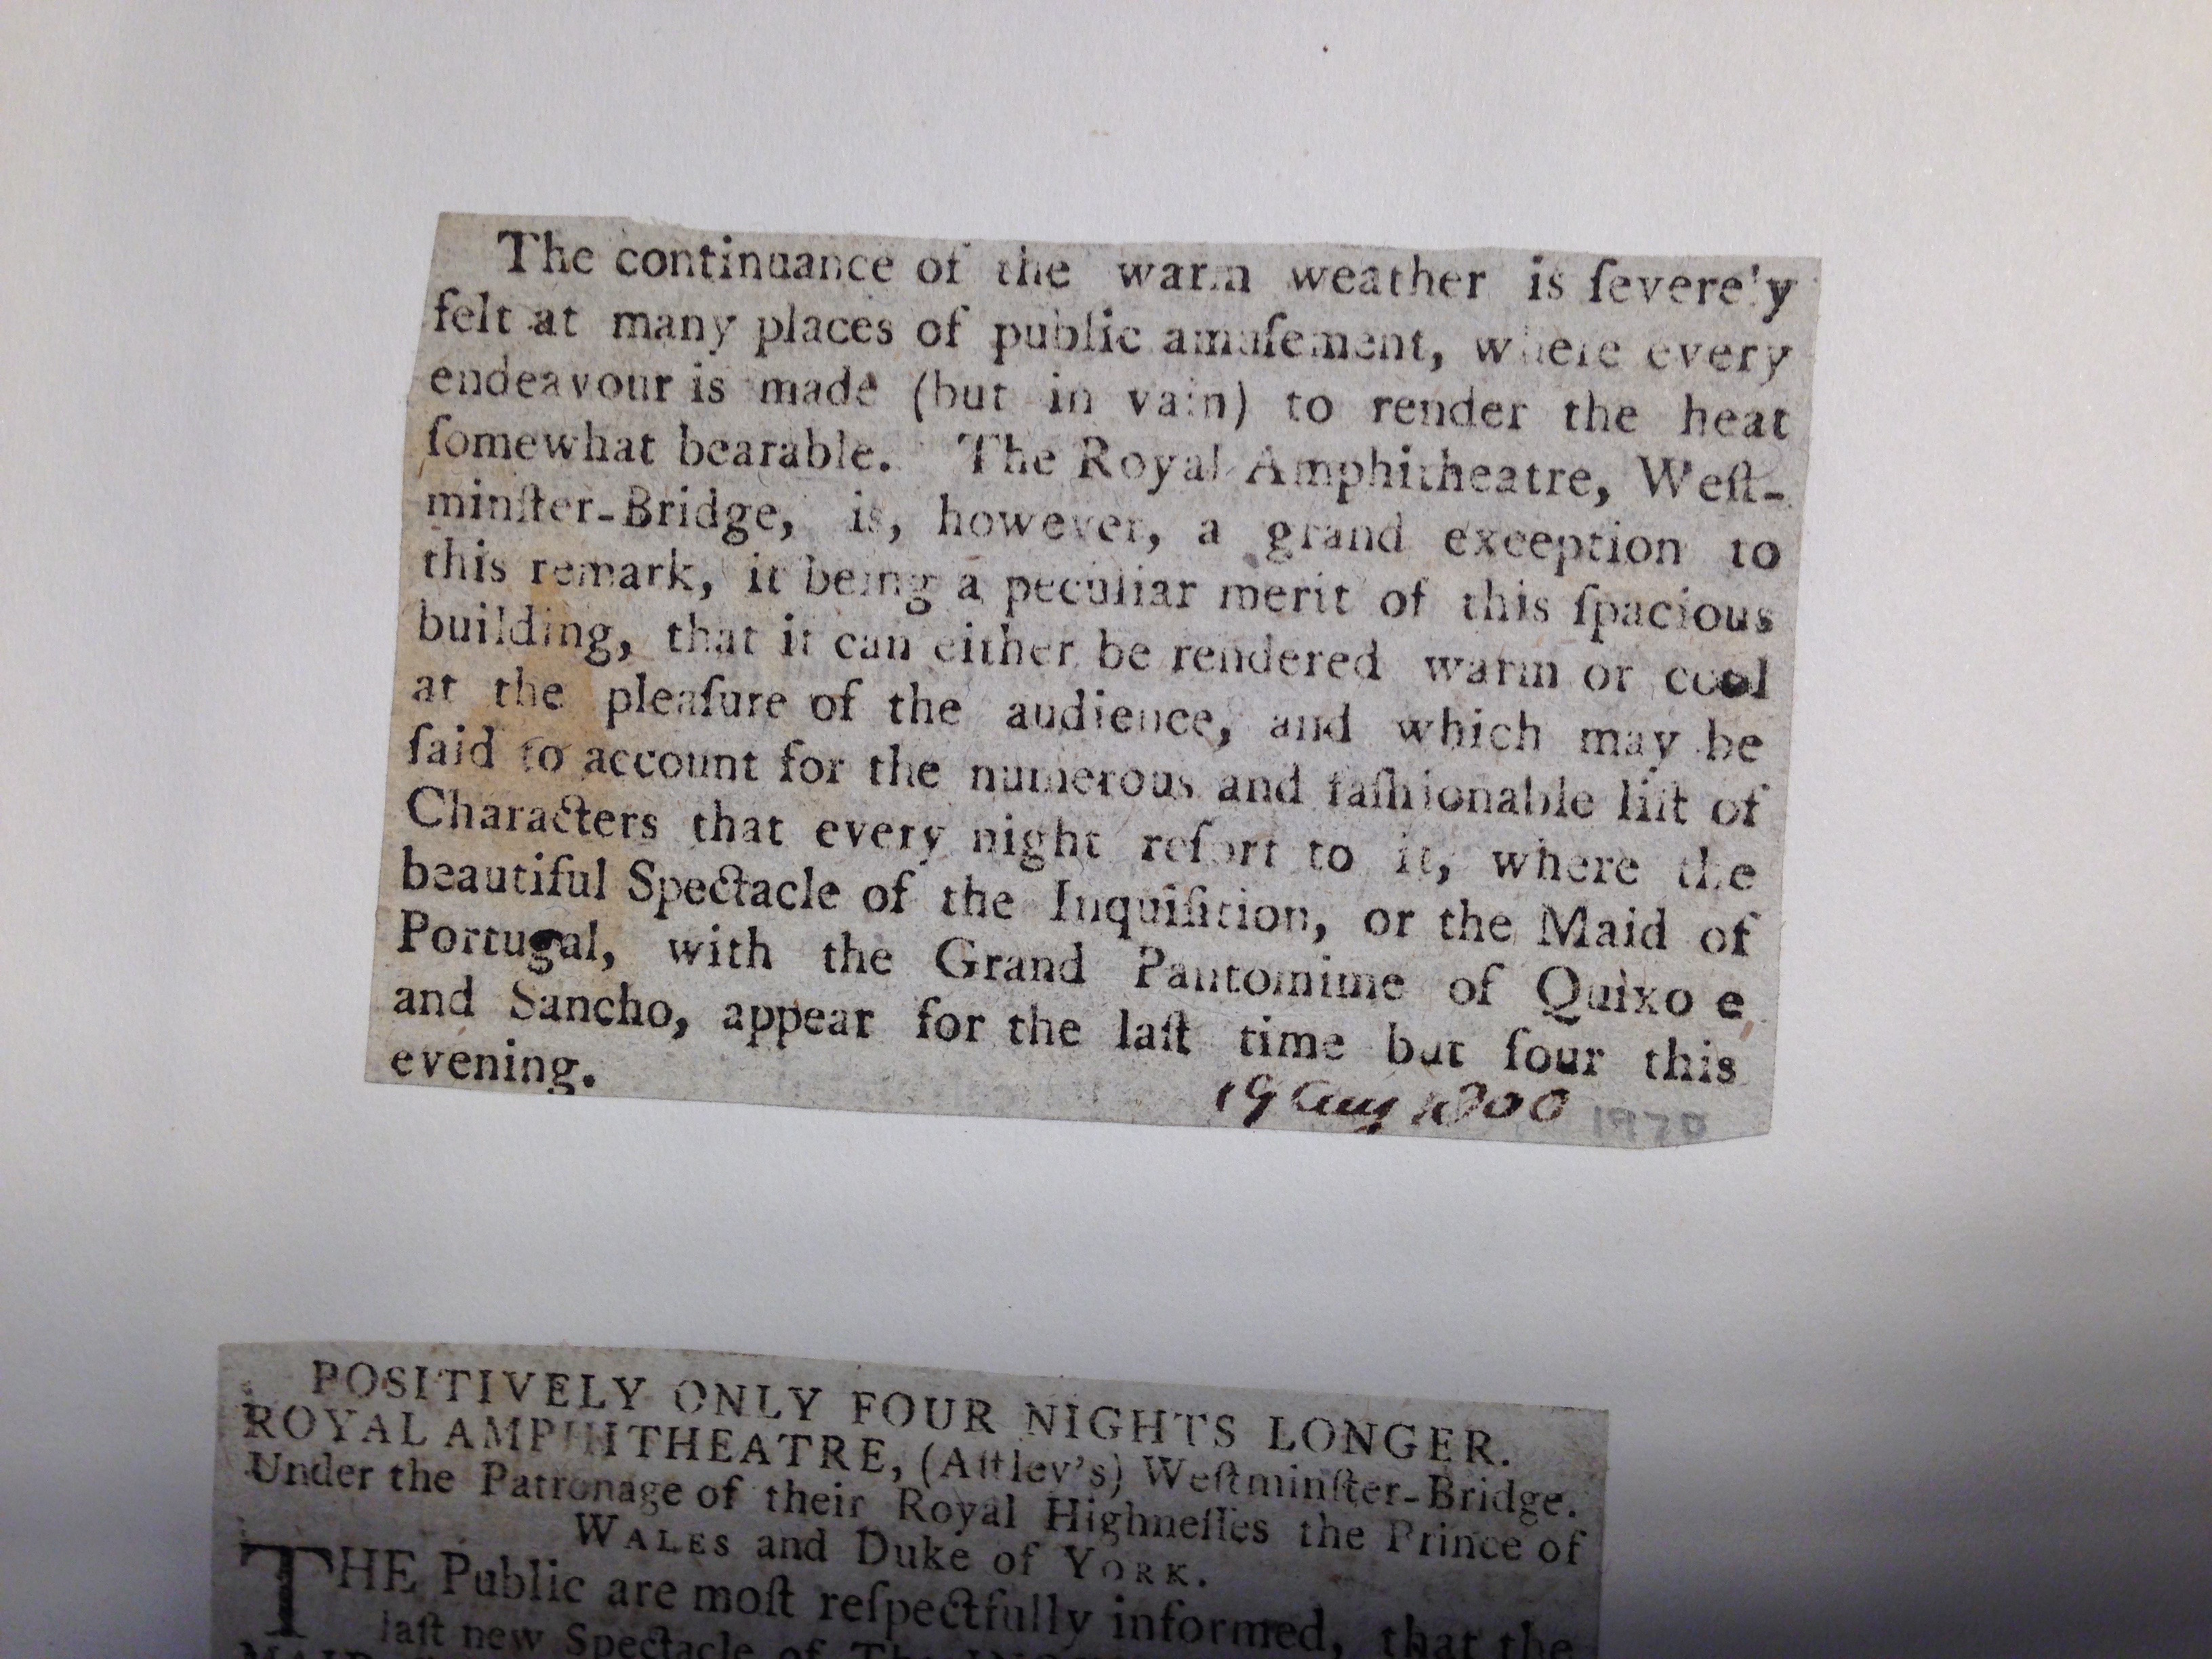 The continuance of the warm weather is ſeverely
felt at many places of public amuſement, where every
endeavour is made (but in vain) to render the heat
ſomewhat bearable. The Royal Amphitheatre, Weſt-
minſter-Bridge, is, however, a grand exception to
this remark, it being a peculiar merit of this ſpacious
building, that it can either be rendered warm or cool
at the pleaſure of the audience, and which may be
ſaid to account for the numerous and faſhionable liſt of
Characters that every night reſort to it, where the
beautiful Spectacle of the Inquiſition, or the Maid of
Portugal, with the Grand Pantomime of Quixo e
and Sancho, appear for the laſt time but four this
evening.
19 Aug 1800 1970
POSITIVELY ONLY FOUR NIGHTS LONGER.
ROYAL AMPHITHEATRE, (Aſtley's) Weſtminſter-Bridge.
Under the Patronage of their Royal Highneſſes the Prince of
WALES and Duke of YORK.
THE Public are moſt reſpectfully informed, that the
laſt new Spectacle of The